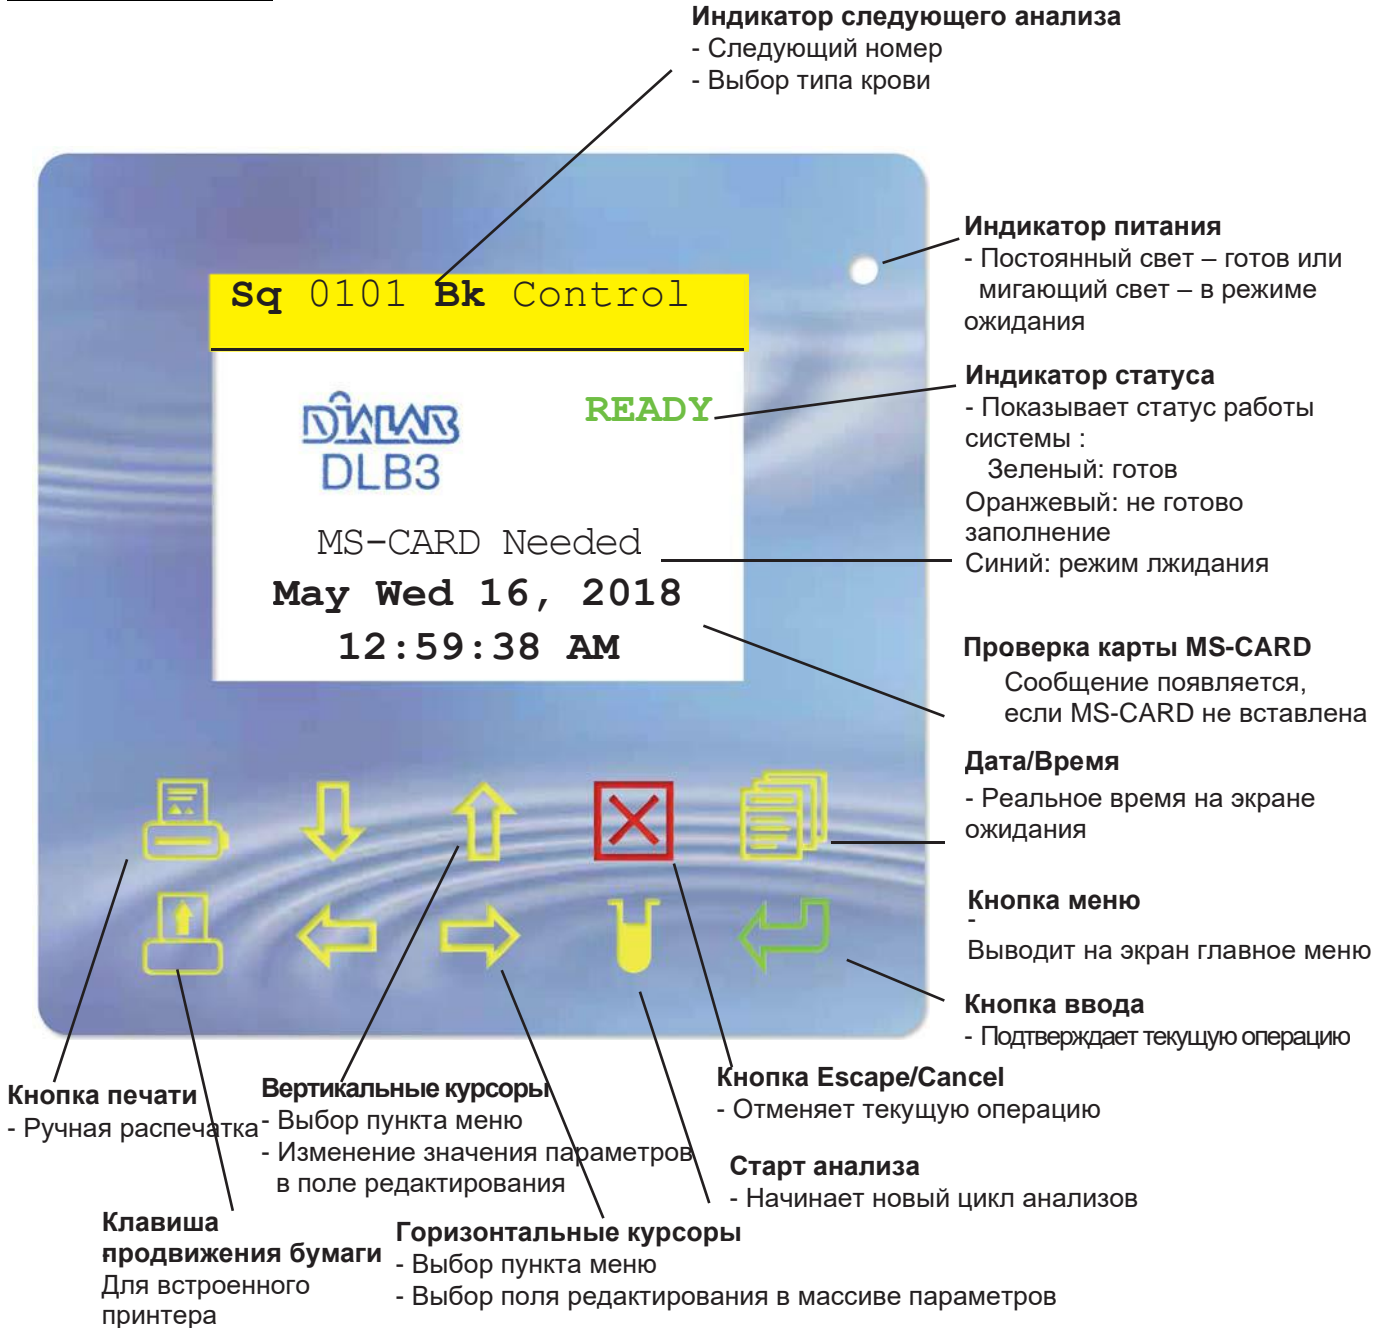 Индикатор следующего анализа
- Следующий номер
- Выбор типа крови
Sq 0101 Bk Control
DIALAB
DLB3
READY
MS-CARD Needed
May Wed 16, 2018
12:59:38 AM
Индикатор питания
- Постоянный свет – готов или
мигающий свет – в режиме
ожидания
Индикатор статуса
- Показывает статус работы
системы :
Зеленый: готов
Оранжевый: не готово
заполнение
Синий: режим лжидания
Проверка карты MS-CARD
Сообщение появляется,
если MS-CARD не вставлена
Дата/Время
- Реальное время на экране
ожидания
Кнопка меню
-
Выводит на экран главное меню
Кнопка ввода
- Подтверждает текущую операцию
Кнопка печати
- Ручная распечатка
Вертикальные курсоры
- Выбор пункта меню
- Изменение значения параметров
в поле редактирования
Кнопка Escape/Cancel
- Отменяет текущую операцию
Старт анализа
- Начинает новый цикл анализов
Клавиша
продвижения бумаги
Для встроенного
принтера
Горизонтальные курсоры
- Выбор пункта меню
- Выбор поля редактирования в массиве параметров